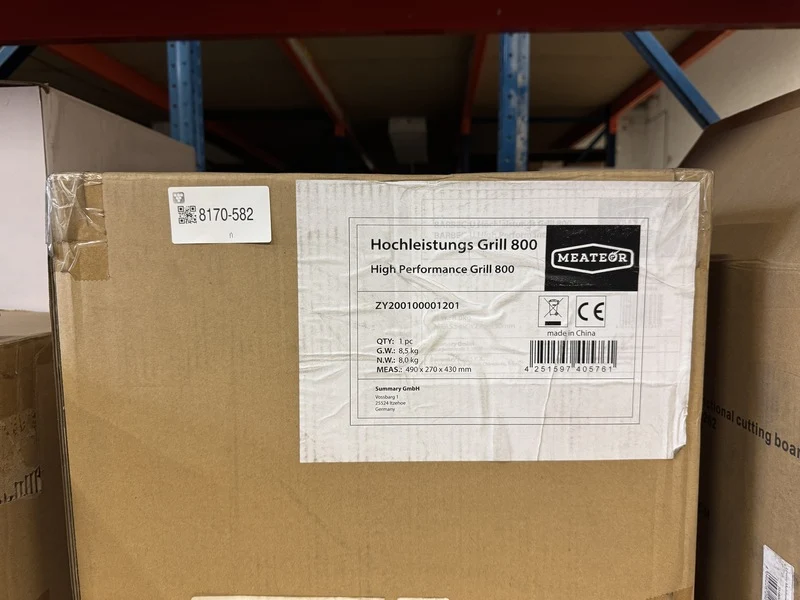 8170-582
Hochleistungs Grill 800
High Performance Grill 800
MEATEOR
ZY200100001201
CE
made in China
QTY: 1 pc
G.W.: 8,5 kg
N.W.: 8,0 kg
MEAS.: 490 x 270 x 430 mm
4 251597 405761
Summary GmbH
Vossbarg 1
25524 Itzehoe
Germany
cutting boar